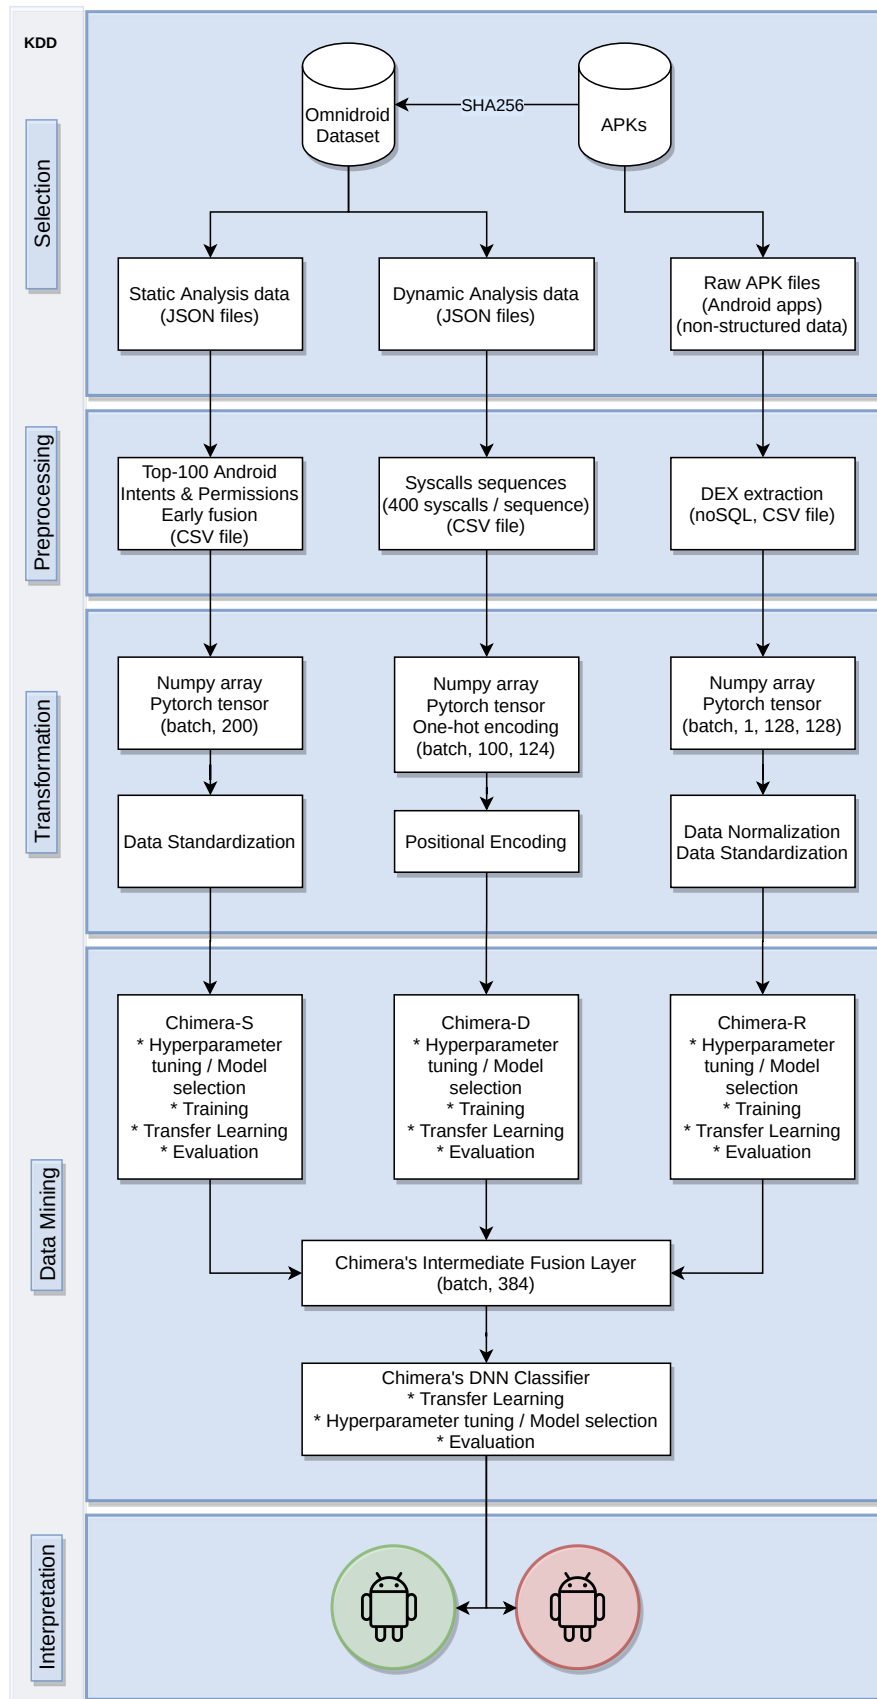 KDD
Selection
Omnidroid
Dataset
SHA256
APKs
Static Analysis data
(JSON files)
Dynamic Analysis data
(JSON files)
Raw APK files
(Android apps)
(non-structured data)
Preprocessing
Top-100 Android
Intents & Permissions
Early fusion
(CSV file)
Syscalls sequences
(400 syscalls / sequence)
(CSV file)
DEX extraction
(noSQL, CSV file)
Transformation
Numpy array
Pytorch tensor
(batch, 200)
Numpy array
Pytorch tensor
One-hot encoding
(batch, 100, 124)
Numpy array
Pytorch tensor
(batch, 1, 128, 128)
Data Standardization
Positional Encoding
Data Normalization
Data Standardization
Data Mining
Chimera-S
* Hyperparameter
tuning / Model
selection
* Training
* Transfer Learning
* Evaluation
Chimera-D
* Hyperparameter
tuning / Model
selection
* Training
* Transfer Learning
* Evaluation
Chimera-R
* Hyperparameter
tuning / Model
selection
* Training
* Transfer Learning
* Evaluation
Chimera's Intermediate Fusion Layer
(batch, 384)
Chimera's DNN Classifier
* Transfer Learning
* Hyperparameter tuning / Model selection
* Evaluation
Interpretation